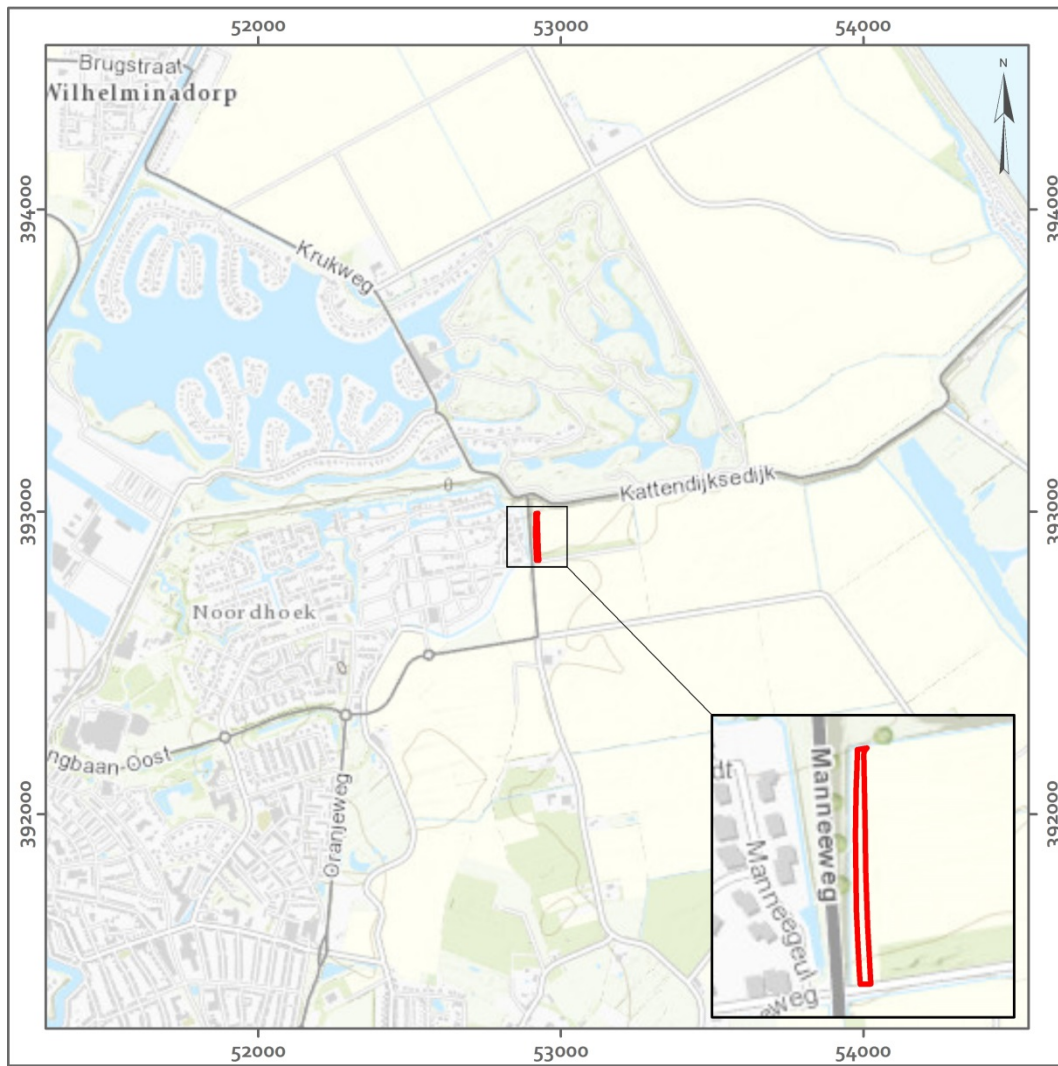 52000 53000 54000
Brugstraat
Wilhelminadorp
N
394000 394000
Krukweg
Kattendijksedijk
393000 393000
Noordhoek
ngbaan-Oost
Oranjeweg
392000 392000
dt
Manneeweg
Manneegeul
eweg
52000 53000 54000